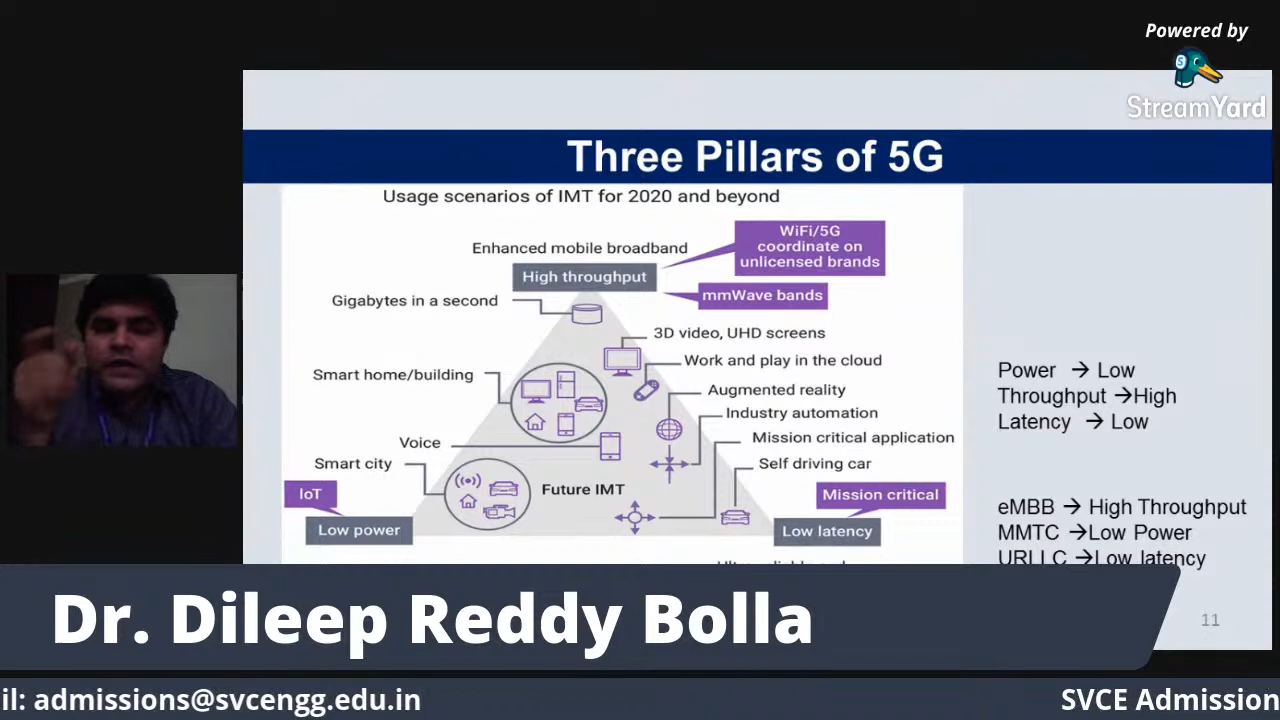 Powered by
StreamYard
Three Pillars of 5G
Usage scenarios of IMT for 2020 and beyond
WiFi/5G
coordinate on
unlicensed brands
Enhanced mobile broadband
High throughput
mmWave bands
Gigabytes in a second
3D video, UHD screens
Work and play in the cloud
Smart home/building
Augmented reality
Industry automation
Mission critical application
Voice
Smart city
Self driving car
IoT
Future IMT
Mission critical
Low power
Low latency
Power → Low
Throughput →High
Latency → Low
eMBB → High Throughput
MMTC →Low Power
URLLC →Low latency
11
Dr. Dileep Reddy Bolla
il: admissions@svcengg.edu.in
SVCE Admission